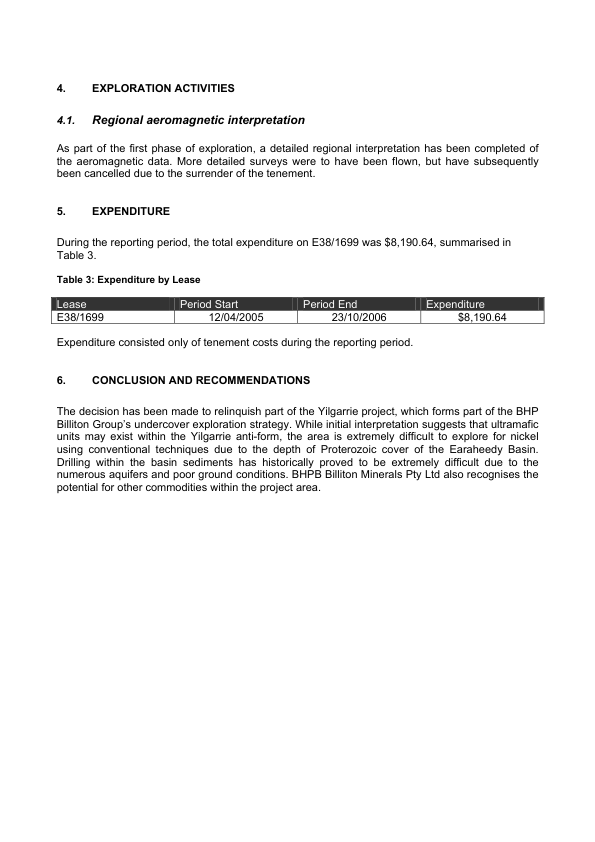 4. EXPLORATION ACTIVITIES
4.1. Regional aeromagnetic interpretation
As part of the first phase of exploration, a detailed regional interpretation has been completed of
the aeromagnetic data. More detailed surveys were to have been flown, but have subsequently
been cancelled due to the surrender of the tenement.
5. EXPENDITURE
During the reporting period, the total expenditure on E38/1699 was $8,190.64, summarised in
Table 3.
Table 3: Expenditure by Lease
Lease Period Start Period End Expenditure
E38/1699 12/04/2005 23/10/2006 $8,190.64
Expenditure consisted only of tenement costs during the reporting period.
6. CONCLUSION AND RECOMMENDATIONS
The decision has been made to relinquish part of the Yilgarrie project, which forms part of the BHP
Billiton Group's undercover exploration strategy. While initial interpretation suggests that ultramafic
units may exist within the Yilgarrie anti-form, the area is extremely difficult to explore for nickel
using conventional techniques due to the depth of Proterozoic cover of the Earaheedy Basin.
Drilling within the basin sediments has historically proved to be extremely difficult due to the
numerous aquifers and poor ground conditions. BHPB Billiton Minerals Pty Ltd also recognises the
potential for other commodities within the project area.